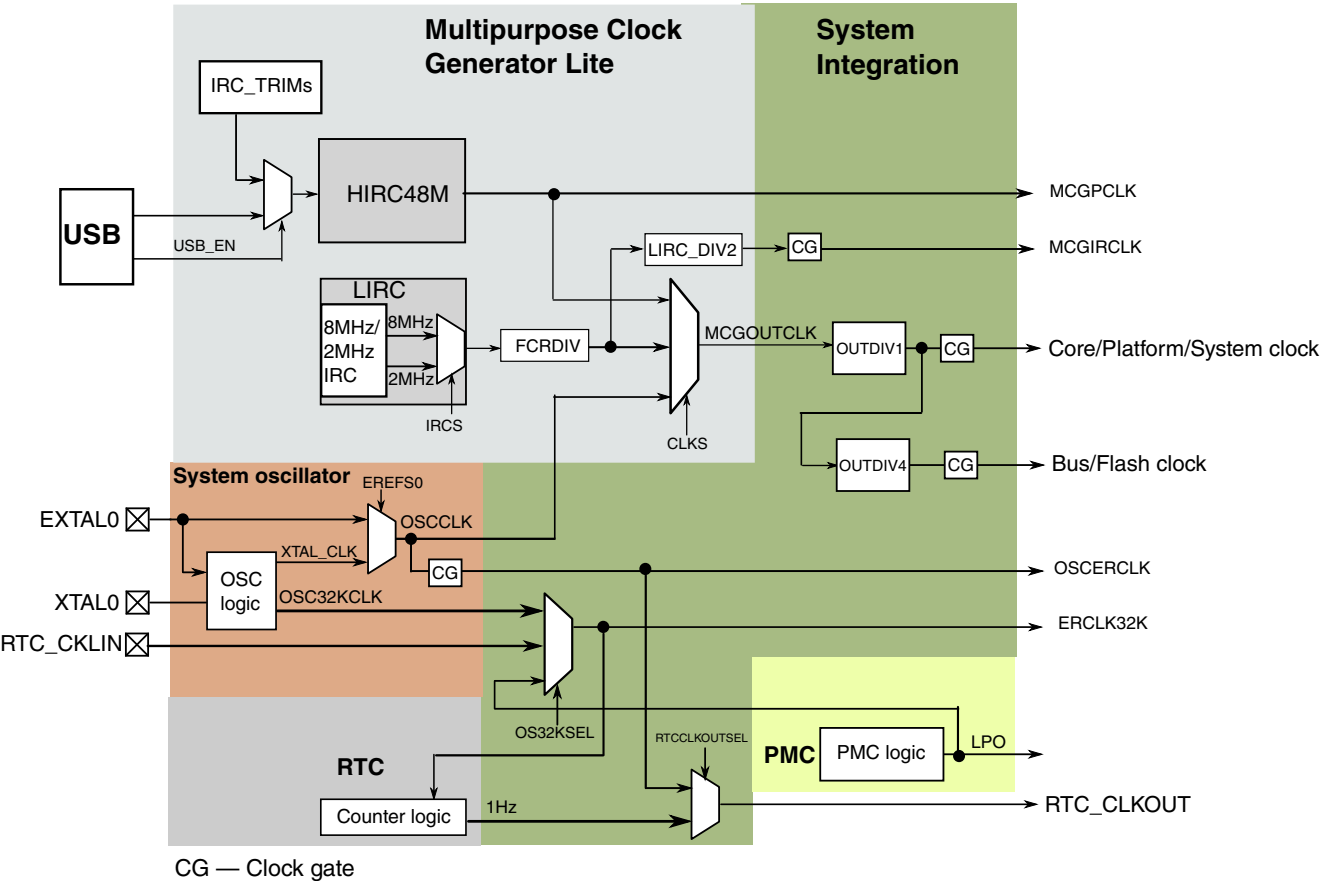 Multipurpose Clock
Generator Lite
System
Integration
IRC_TRIMs
HIRC48M
MCGPCLK
USB
USB_EN
LIRC_DIV2
CG
MCGIRCLK
LIRC
8MHz/
2MHz
IRC
8MHz
2MHz
IRCS
FCRDIV
MCGOUTCLK
CLKS
OUTDIV1
CG
Core/Platform/System clock
OUTDIV4
CG
Bus/Flash clock
System oscillator
EREFS0
EXTAL0
OSCCLK
XTAL_CLK
CG
OSCERCLK
OSC
logic
XTAL0
OSC32KCLK
ERCLK32K
RTC_CKLIN
OS32KSEL
RTCCLKOUTSEL
PMC
PMC logic
LPO
RTC
Counter logic
1Hz
RTC_CLKOUT
CG — Clock gate